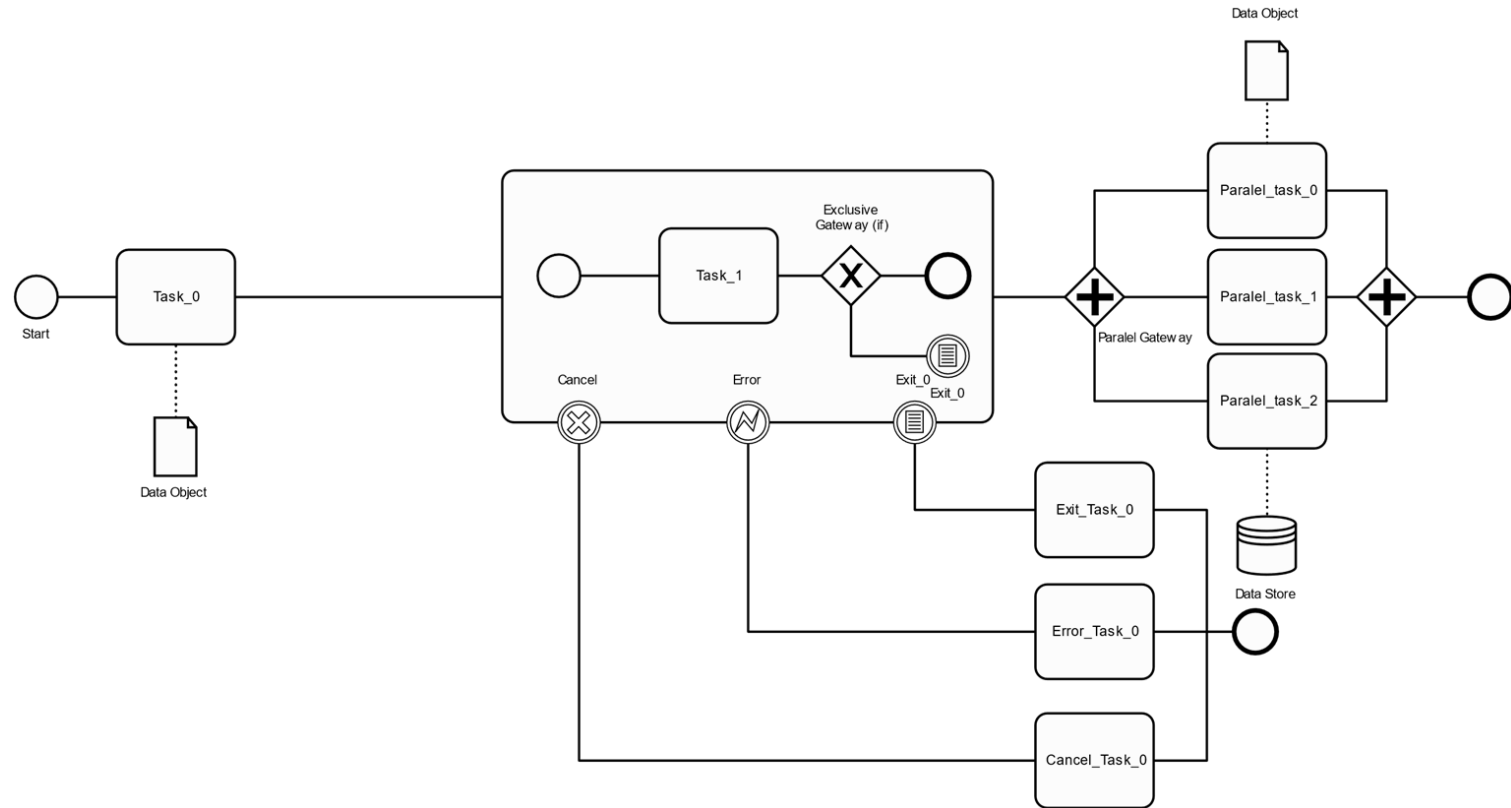 Data Object
Paralel_task_0
Exclusive
Gateway (if)
Task_0
Task_1
Paralel_task_1
Start
Paralel Gateway
Cancel
Error
Exit_0
Exit_0
Paralel_task_2
Data Object
Exit_Task_0
Data Store
Error_Task_0
Cancel_Task_0